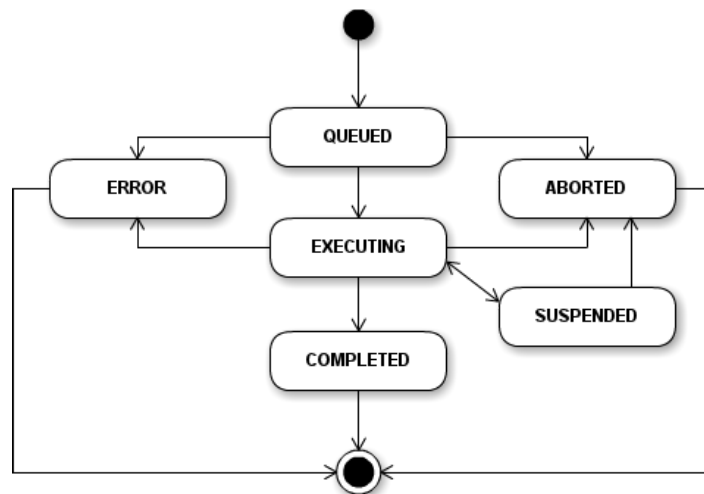 QUEUED
ERROR
ABORTED
EXECUTING
SUSPENDED
COMPLETED